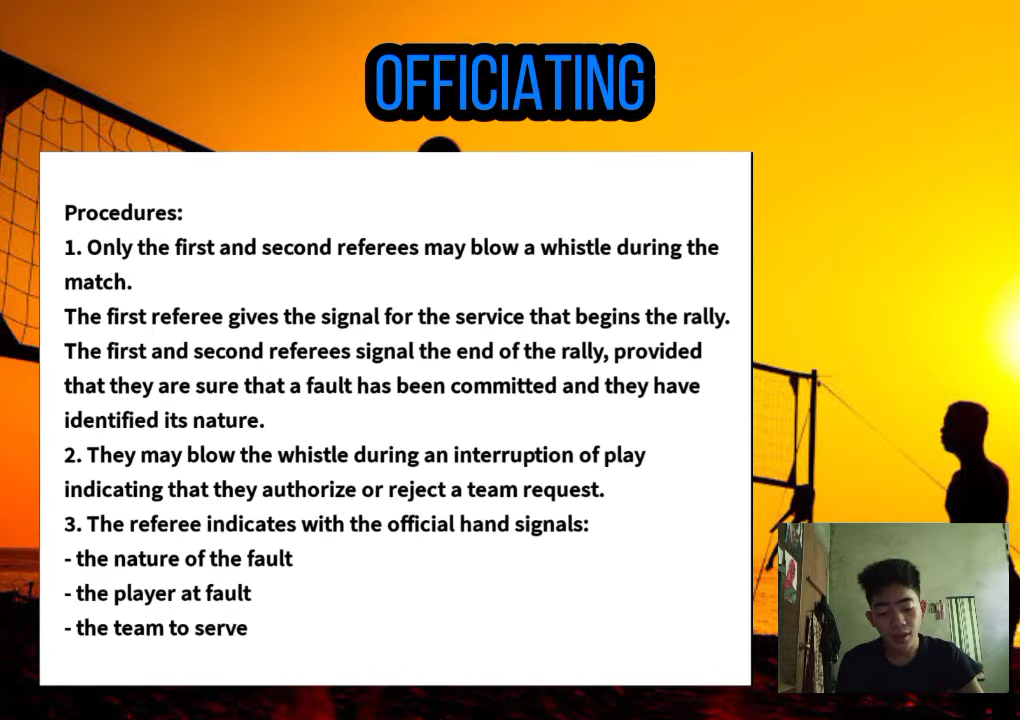 OFFICIATING
Procedures:
1. Only the first and second referees may blow a whistle during the
match.
The first referee gives the signal for the service that begins the rally.
The first and second referees signal the end of the rally, provided
that they are sure that a fault has been committed and they have
identified its nature.
2. They may blow the whistle during an interruption of play
indicating that they authorize or reject a team request.
3. The referee indicates with the official hand signals:
- the nature of the fault
- the player at fault
- the team to serve